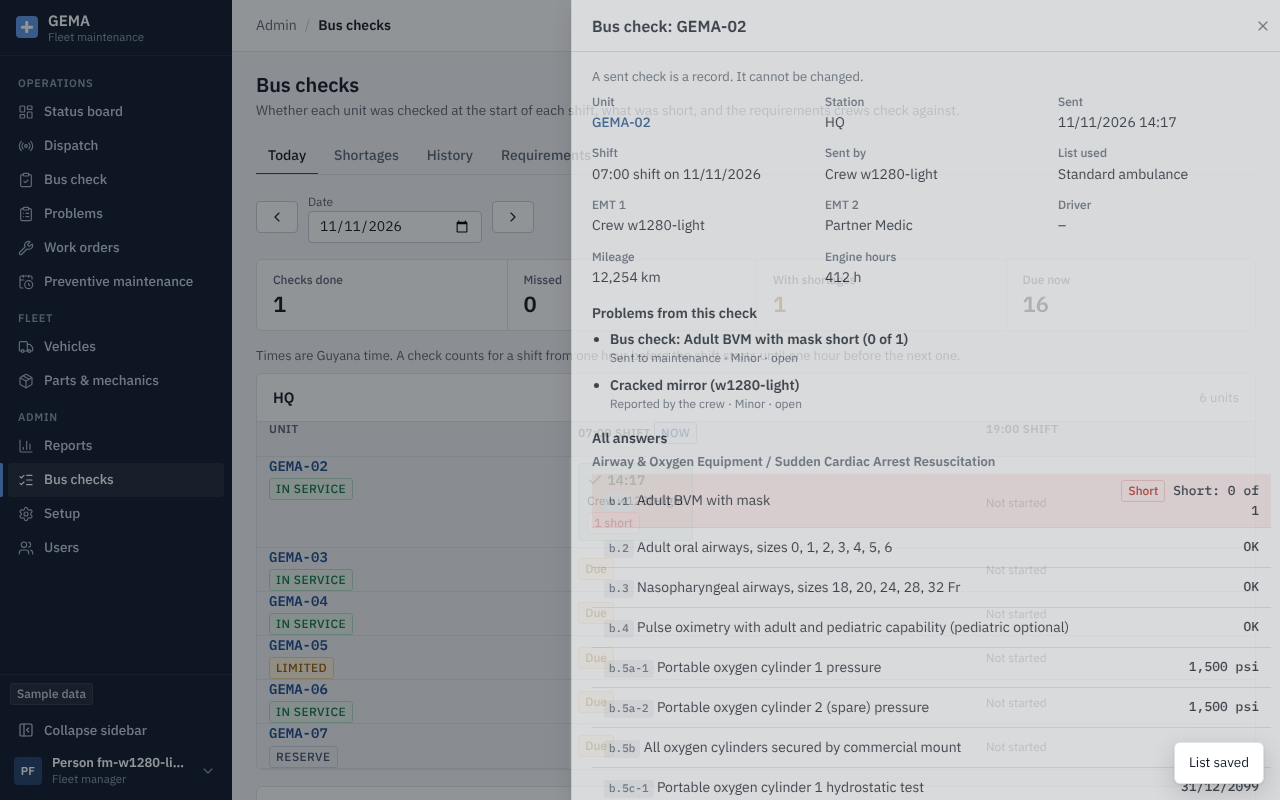 GEMA
Fleet maintenance
OPERATIONS
Status board
Dispatch
Bus check
Problems
Work orders
Preventive maintenance
FLEET
Vehicles
Parts & mechanics
ADMIN
Reports
Bus checks
Setup
Users
Sample data
Collapse sidebar
PF
Person fm-w1280-li...
Fleet manager
Admin / Bus checks
Bus checks
Whether each unit was checked at the start of each shift, what was short, and the requirements crews check against.
Today Shortages History Requirements
Date
11/11/2026
Checks done
1
Missed
0
With shortages
1
Due now
16
Times are Guyana time. A check counts for a shift from one hour before the shift starts until one hour before the next one.
HQ
6 units
UNIT
07:00 SHIFT NOW
19:00 SHIFT
GEMA-02
IN SERVICE
14:17
1 short
Not started
GEMA-03
IN SERVICE
Due
Not started
GEMA-04
IN SERVICE
Due
Not started
GEMA-05
LIMITED
Due
Not started
GEMA-06
IN SERVICE
Due
Not started
GEMA-07
RESERVE
Due
Not started
Bus check: GEMA-02
A sent check is a record. It cannot be changed.
Unit
GEMA-02
Station
HQ
Sent
11/11/2026 14:17
Shift
07:00 shift on 11/11/2026
Sent by
Crew w1280-light
List used
Standard ambulance
EMT 1
Crew w1280-light
EMT 2
Partner Medic
Driver
–
Mileage
12,254 km
Engine hours
412 h
Problems from this check
• Bus check: Adult BVM with mask short (0 of 1)
Sent to maintenance · Minor · open
• Cracked mirror (w1280-light)
Reported by the crew · Minor · open
All answers
Airway & Oxygen Equipment / Sudden Cardiac Arrest Resuscitation
b.1 Adult BVM with mask Short Short: 0 of
1
b.2 Adult oral airways, sizes 0, 1, 2, 3, 4, 5, 6 OK
b.3 Nasopharyngeal airways, sizes 18, 20, 24, 28, 32 Fr OK
b.4 Pulse oximetry with adult and pediatric capability (pediatric optional) OK
b.5a-1 Portable oxygen cylinder 1 pressure 1,500 psi
b.5a-2 Portable oxygen cylinder 2 (spare) pressure 1,500 psi
b.5b All oxygen cylinders secured by commercial mount
b.5c-1 Portable oxygen cylinder 1 hydrostatic test 31/12/2099
List saved